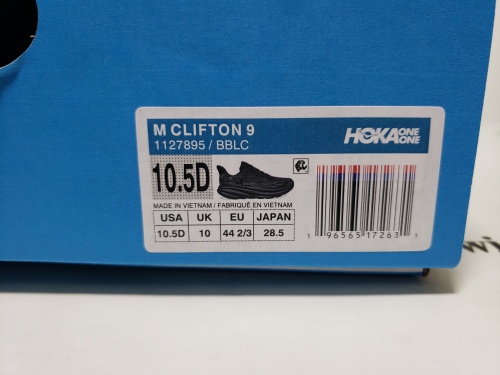 M CLIFTON 9
1127895 / BBLC
HOKA ONE ONE
10.5D
MADE IN VIETNAM / FABRIQUÉ EN VIETNAM
USA UK EU JAPAN
10.5D 10 44 2/3 28.5
1 96565 17263 1